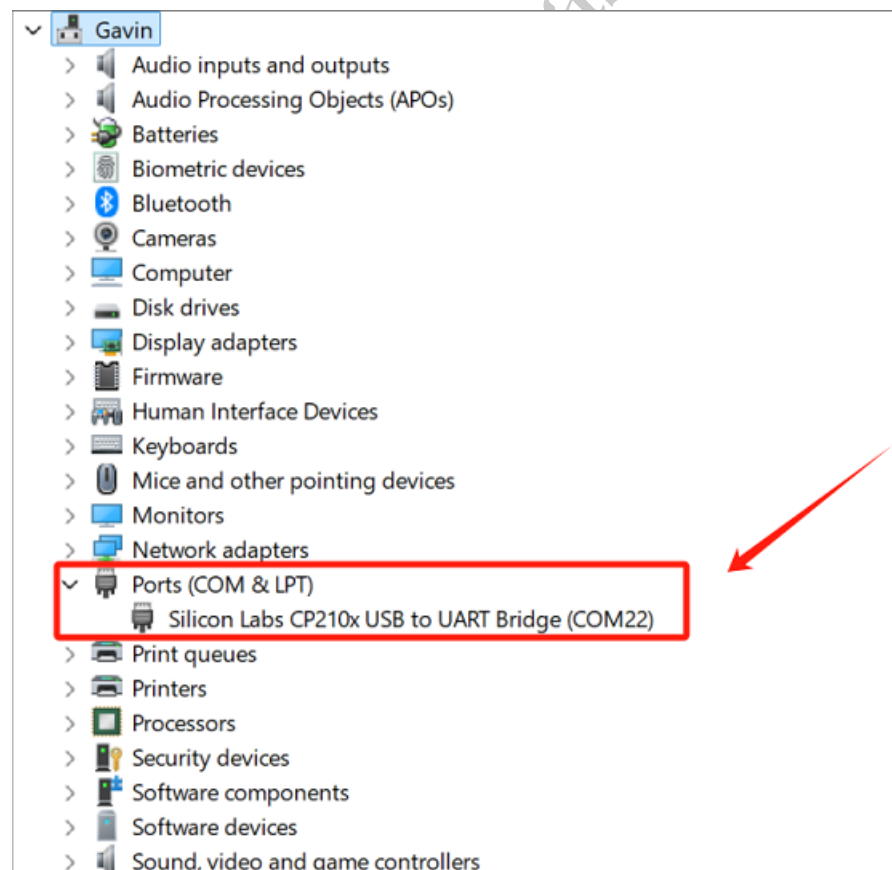 Gavin
Audio inputs and outputs
Audio Processing Objects (APOs)
Batteries
Biometric devices
Bluetooth
Cameras
Computer
Disk drives
Display adapters
Firmware
Human Interface Devices
Keyboards
Mice and other pointing devices
Monitors
Network adapters
Ports (COM & LPT)
Silicon Labs CP210x USB to UART Bridge (COM22)
Print queues
Printers
Processors
Security devices
Software components
Software devices
Sound, video and game controllers